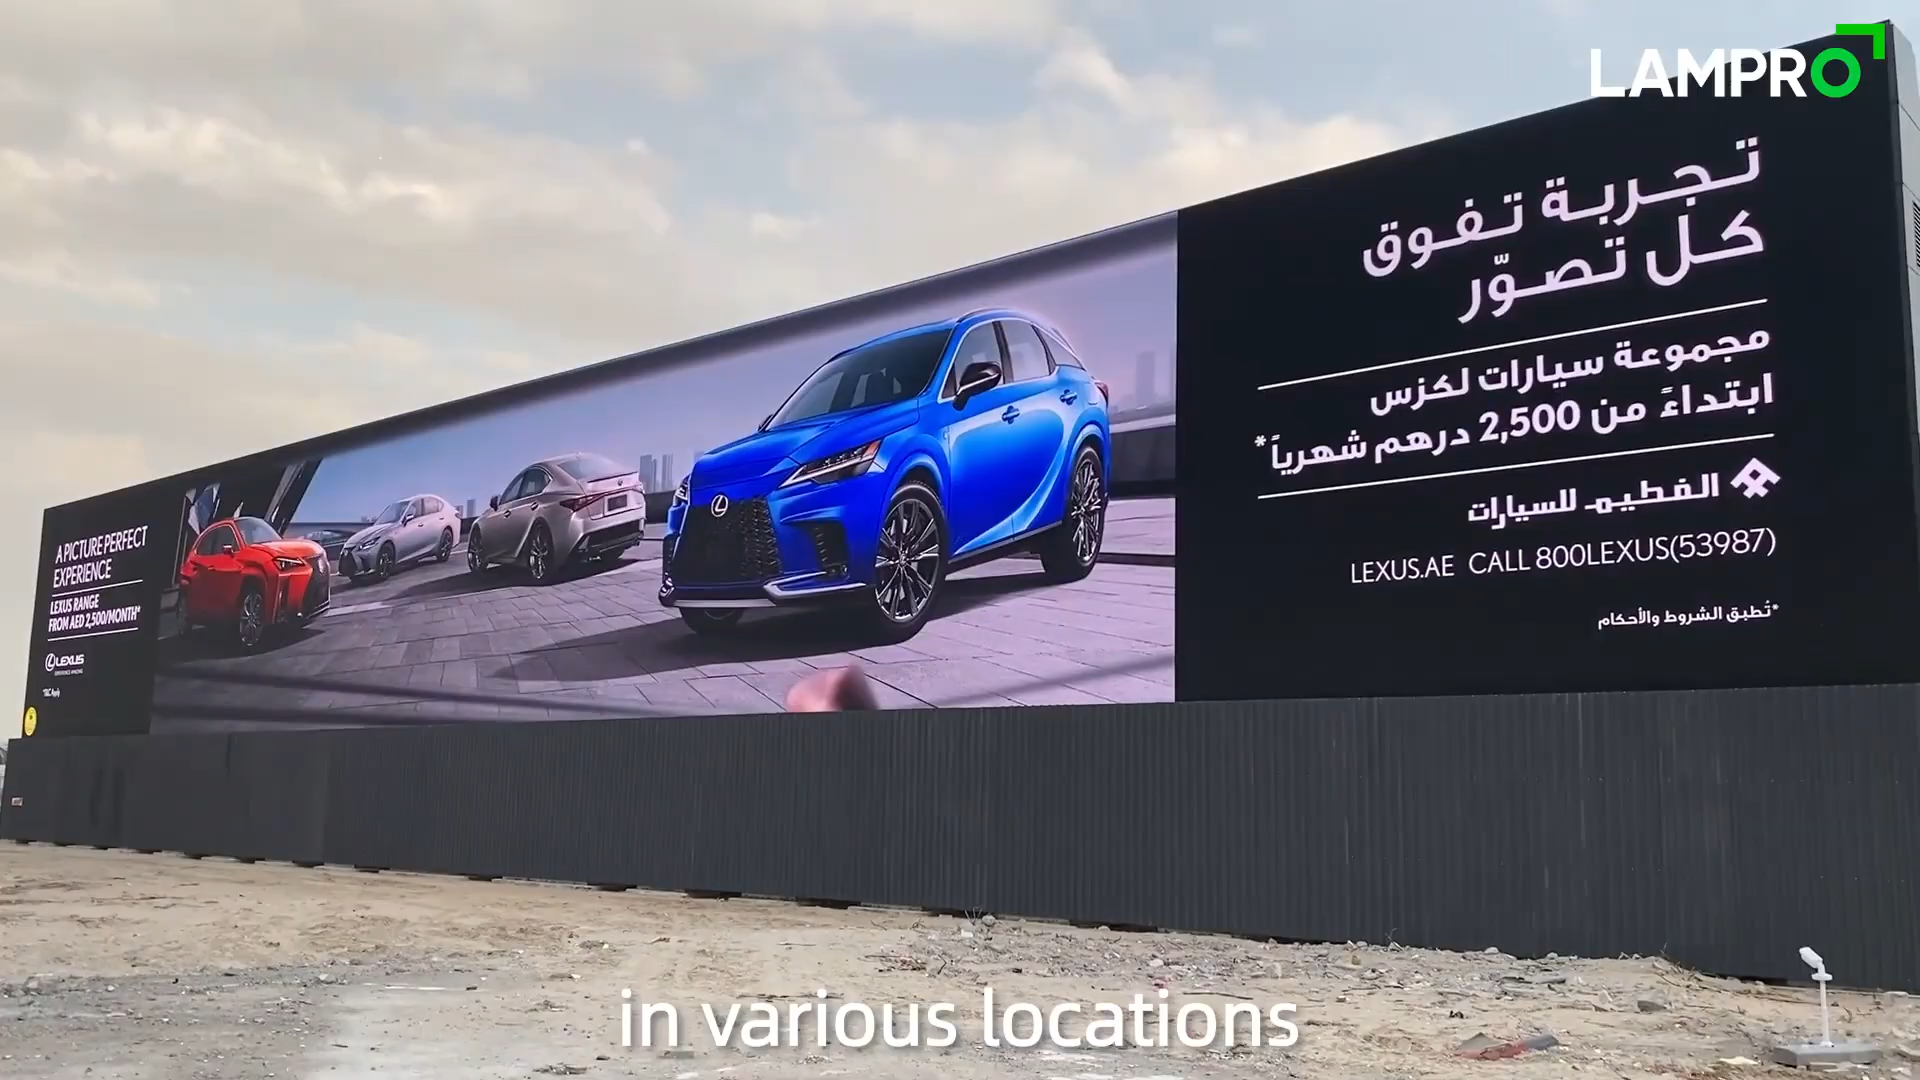 LAMPRO
تجربة تفوق
كل تصوّر
مجموعة سيارات لكزس
ابتداءً من 2,500 درهم شهرياً*
الفطيم للسيارات
LEXUS.AE CALL 800LEXUS(53987)
*تُطبق الشروط والأحكام
A PICTURE PERFECT
EXPERIENCE
LEXUS RANGE
FROM AED 2,500/MONTH*
LEXUS
*T&C Apply
in various locations